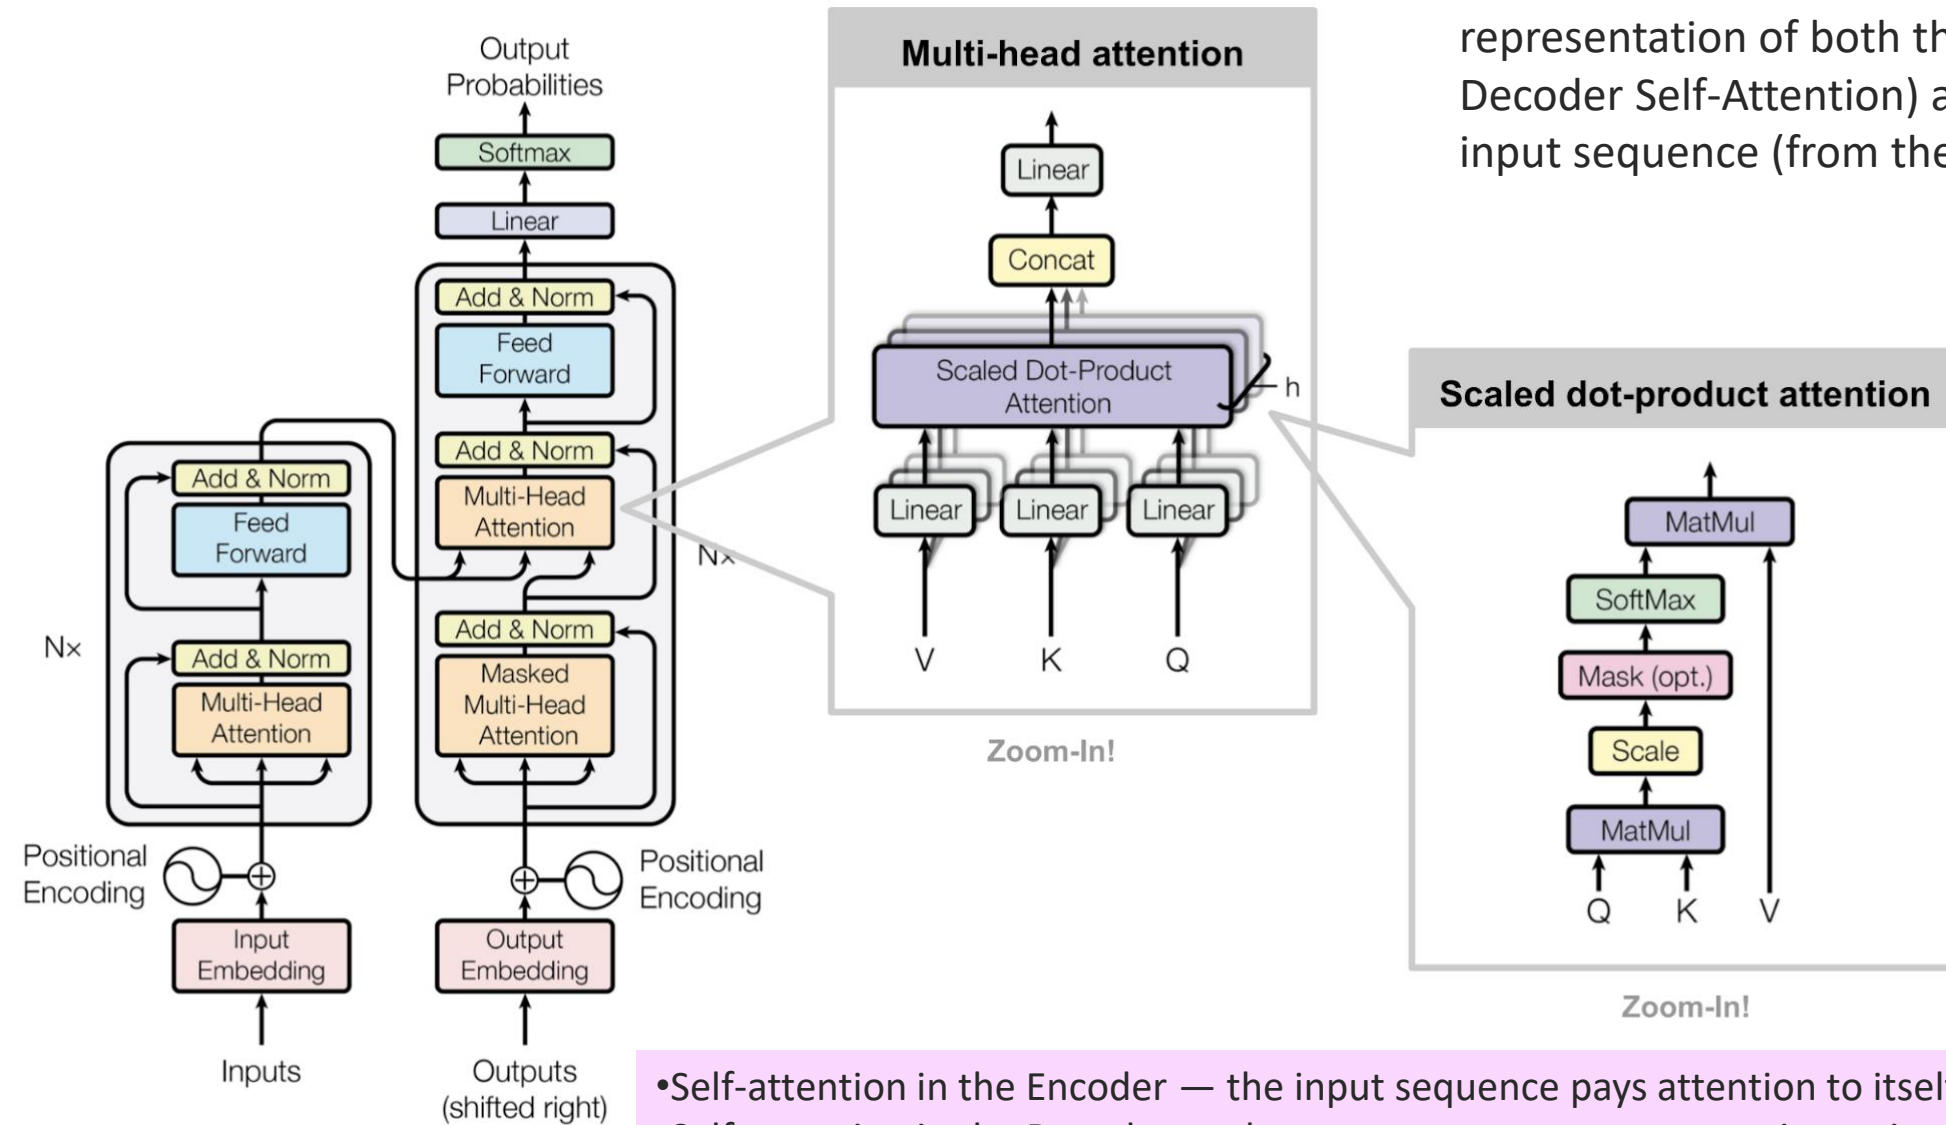 Output
Probabilities
Softmax
Linear
Add & Norm
Feed
Forward
Add & Norm
Multi-Head
Attention
Add & Norm
Masked
Multi-Head
Attention
Nx
Add & Norm
Feed
Forward
Add & Norm
Multi-Head
Attention
Nx
Positional
Encoding
Positional
Encoding
Input
Embedding
Output
Embedding
Inputs
Outputs
(shifted right)
Multi-head attention
Linear
Concat
Scaled Dot-Product
Attention
h
Linear
Linear
Linear
V
K
Q
Zoom-In!
representation of both
Decoder Self-Attention)
input sequence (from
Scaled dot-product attention
MatMul
SoftMax
Mask (opt.)
Scale
MatMul
Q
K
V
Zoom-In!
•Self-attention in the Encoder — the input sequence pays attention to